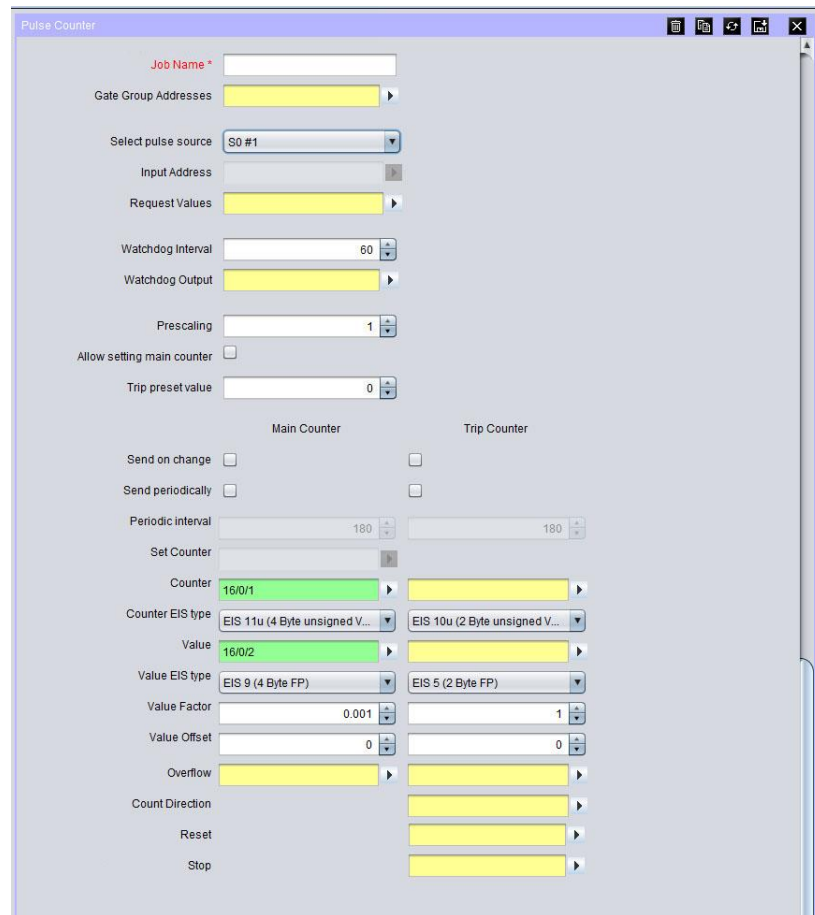 Pulse Counter
Job Name *
Gate Group Addresses
Select pulse source S0 #1
Input Address
Request Values
Watchdog Interval 60
Watchdog Output
Prescaling 1
Allow setting main counter
Trip preset value 0
Main Counter Trip Counter
Send on change
Send periodically
Periodic interval 180 180
Set Counter
Counter 16/0/1
Counter EIS type EIS 11u (4 Byte unsigned V... EIS 10u (2 Byte unsigned V...
Value 16/0/2
Value EIS type EIS 9 (4 Byte FP) EIS 5 (2 Byte FP)
Value Factor 0.001 1
Value Offset 0 0
Overflow
Count Direction
Reset
Stop